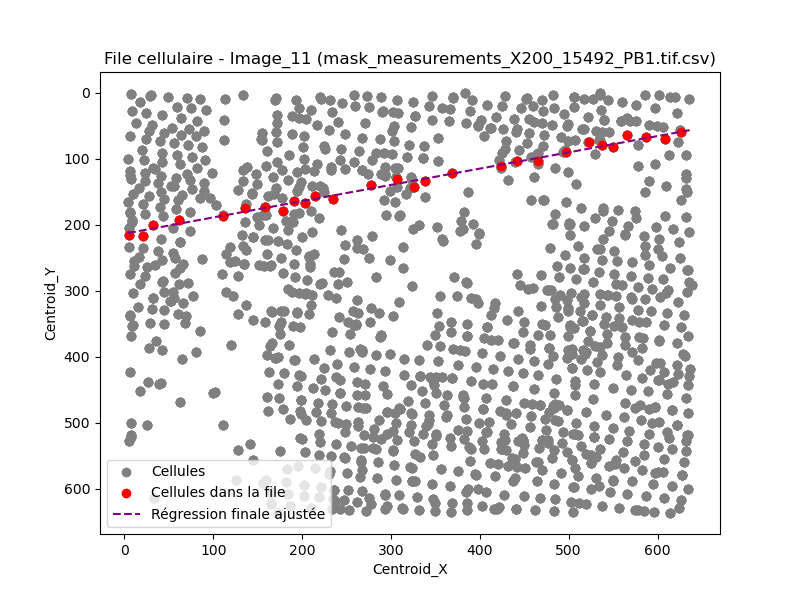 File cellulaire - Image_11 (mask_measurements_X200_15492_PB1.tif.csv)
0
100
200
300
400
500
600
Centroid_Y
Cellules
Cellules dans la file
Régression finale ajustée
0 100 200 300 400 500 600
Centroid_X